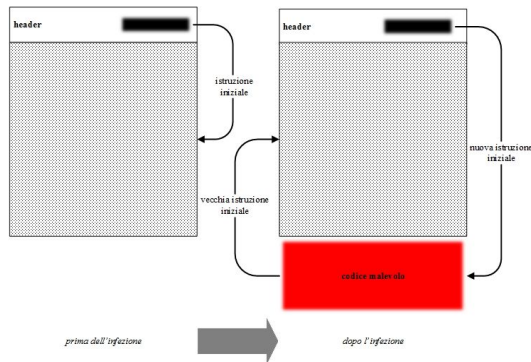 header
header
istruzione
iniziale
nuova istruzione
iniziale
vecchia istruzione
iniziale
codice malevolo
prima dell'infezione
dopo l'infezione